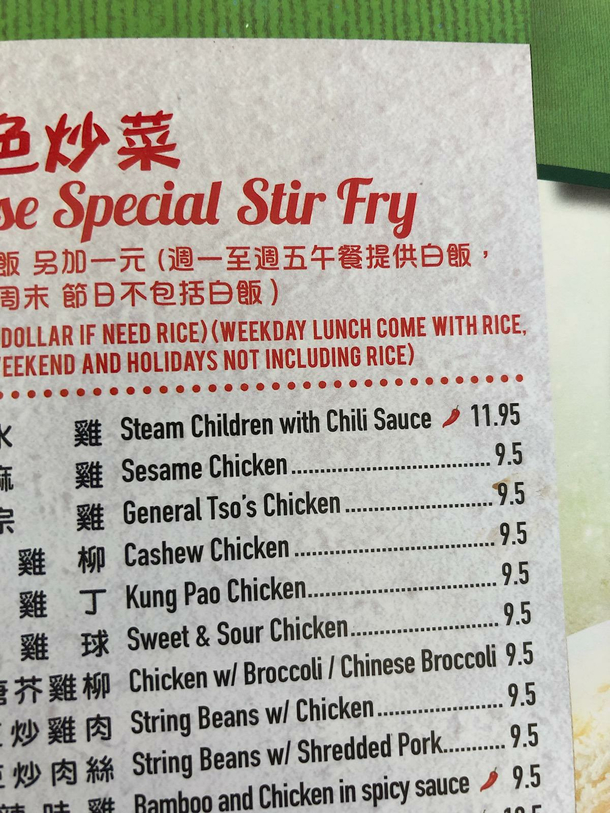 色炒菜
se Special Stir Fry
飯 另加一元 (週一至週五午餐提供白飯，
周末 節日不包括白飯)
DOLLAR IF NEED RICE) (WEEKDAY LUNCH COME WITH RICE,
WEEKEND AND HOLIDAYS NOT INCLUDING RICE)
水 雞 Steam Children with Chili Sauce 11.95
麻 雞 Sesame Chicken 9.5
宗 雞 General Tso's Chicken 9.5
雞 柳 Cashew Chicken 9.5
雞 丁 Kung Pao Chicken 9.5
雞 球 Sweet & Sour Chicken 9.5
芥雞柳 Chicken w/ Broccoli / Chinese Broccoli 9.5
炒雞肉 String Beans w/ Chicken 9.5
炒肉絲 String Beans w/ Shredded Pork 9.5
味 雞 Bamboo and Chicken in spicy sauce 9.5